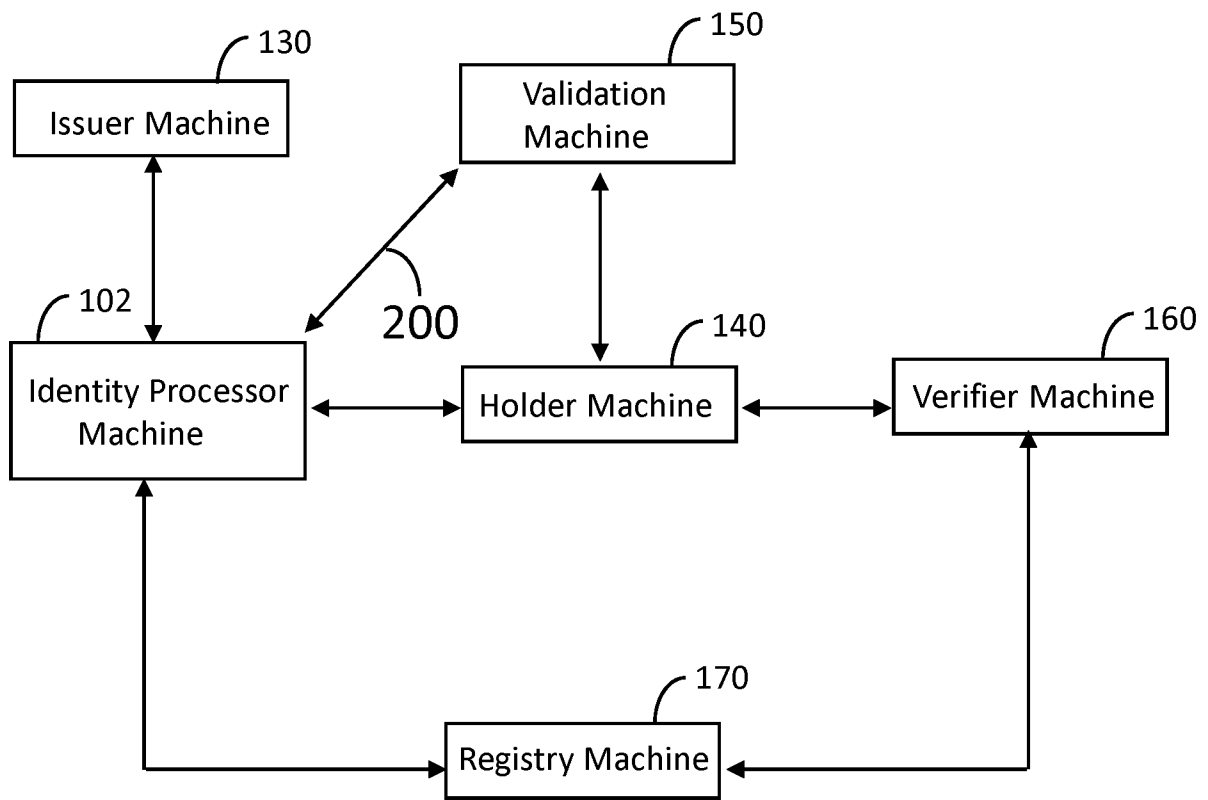 130
Issuer Machine
150
Validation
Machine
200
102
Identity Processor
Machine
140
Holder Machine
160
Verifier Machine
170
Registry Machine